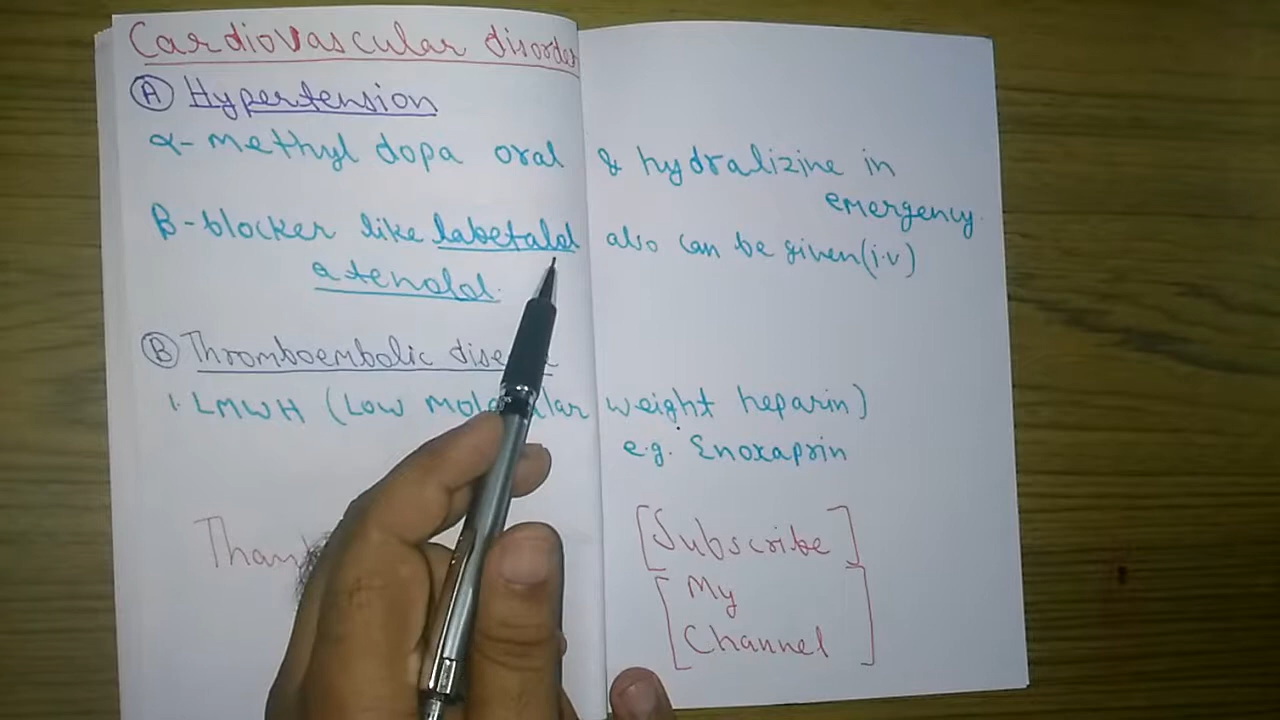 Cardiovascular disorder
A Hypertension
α-methyl dopa oral & hydralizine in
emergency.
β-blocker like labetalol also can be given (i.v)
atenolol.
B Thromboembolic
1. LMWH (Low weight heparin)
e.g. Enoxaprin
[Subscribe]
[My
Channel]